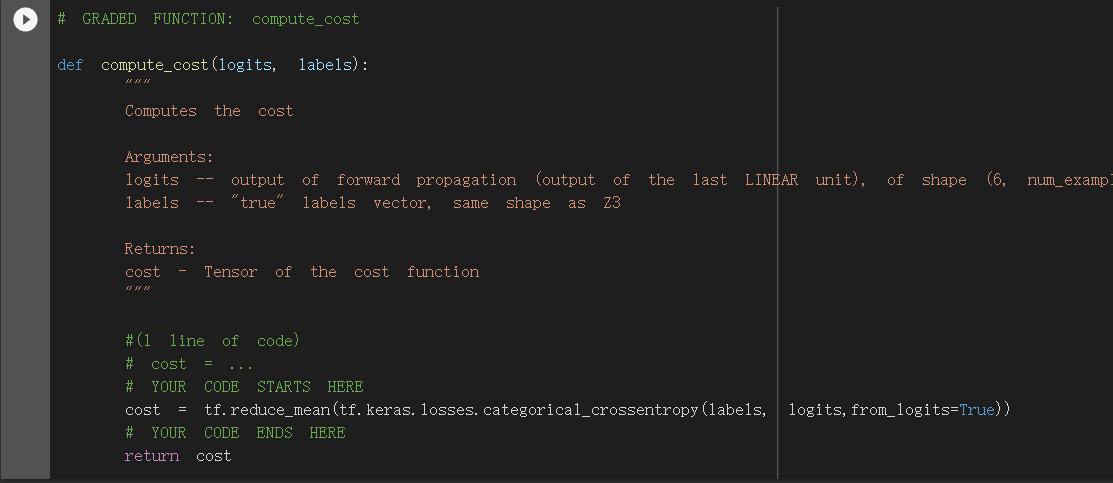 # GRADED FUNCTION: compute_cost
def compute_cost(logits, labels):
"""
Computes the cost
Arguments:
logits -- output of forward propagation (output of the last LINEAR unit), of shape (6, num_exampl
labels -- "true" labels vector, same shape as Z3
Returns:
cost - Tensor of the cost function
"""
#(1 line of code)
# cost = ...
# YOUR CODE STARTS HERE
cost = tf.reduce_mean(tf.keras.losses.categorical_crossentropy(labels, logits,from_logits=True))
# YOUR CODE ENDS HERE
return cost